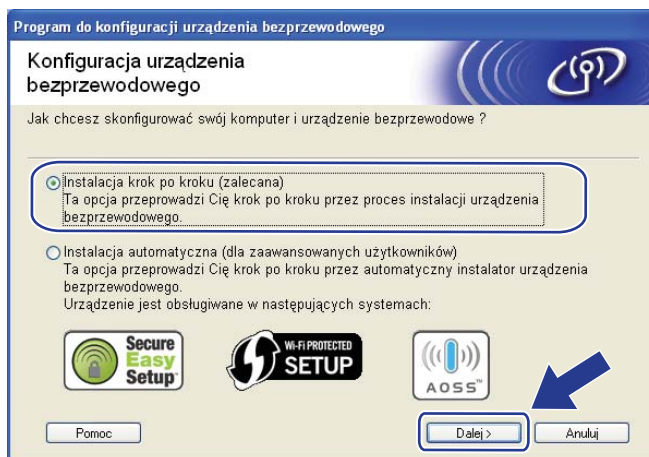 Program do konfiguracji urządzenia bezprzewodowego
Konfiguracja urządzenia
bezprzewodowego
Jak chcesz skonfigurować swój komputer i urządzenie bezprzewodowe ?
Instalacja krok po kroku (zalecana)
Ta opcja przeprowadzi Cię krok po kroku przez proces instalacji urządzenia
bezprzewodowego.
Instalacja automatyczna (dla zaawansowanych użytkowników)
Ta opcja przeprowadzi Cię krok po kroku przez automatyczny instalator urządzenia
bezprzewodowego.
Urządzenie jest obsługiwane w następujących systemach:
Secure
Easy
Setup™
Wi-Fi PROTECTED
SETUP
AOSS™
Pomoc
Dalej >
Anuluj